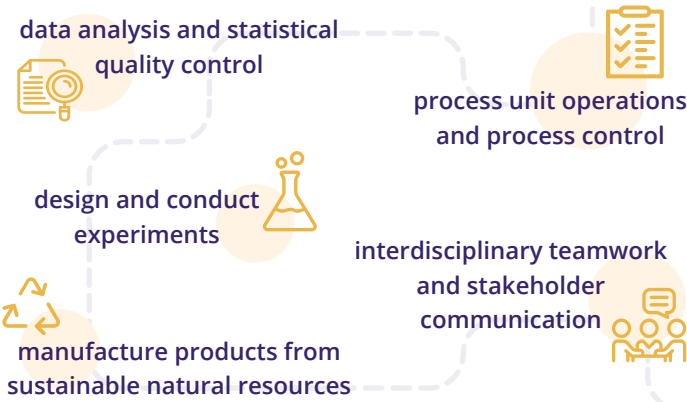 data analysis and statistical
quality control
process unit operations
and process control
design and conduct
experiments
interdisciplinary teamwork
and stakeholder
communication
manufacture products from
sustainable natural resources